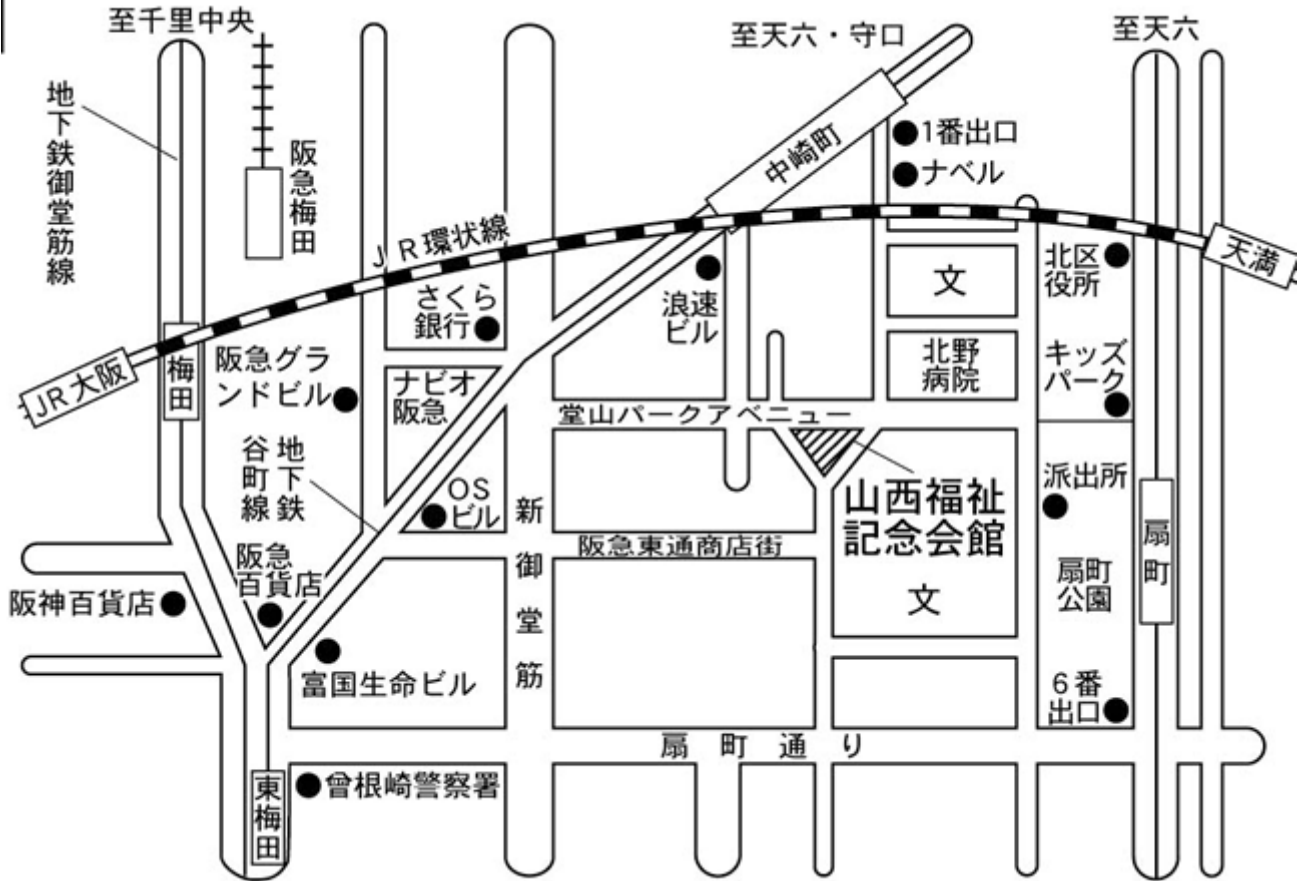 至千里中央
至天六・守口
至天六
地下鉄御堂筋線
阪急梅田
中崎町
1番出口
ナベル
JR環状線
天満
北区
役所
文
さくら
銀行
浪速
ビル
梅田
JR大阪
阪急グラ
ンドビル
ナビオ
阪急
北野
病院
キッズ
パーク
堂山パークアベニュー
地下鉄
谷町線
OS
ビル
新御堂筋
山西福祉
記念会館
派出所
扇町
阪急東通商店街
阪急
百貨店
阪神百貨店
文
扇町
公園
富国生命ビル
6番
出口
扇町通り
東梅田
曾根崎警察署